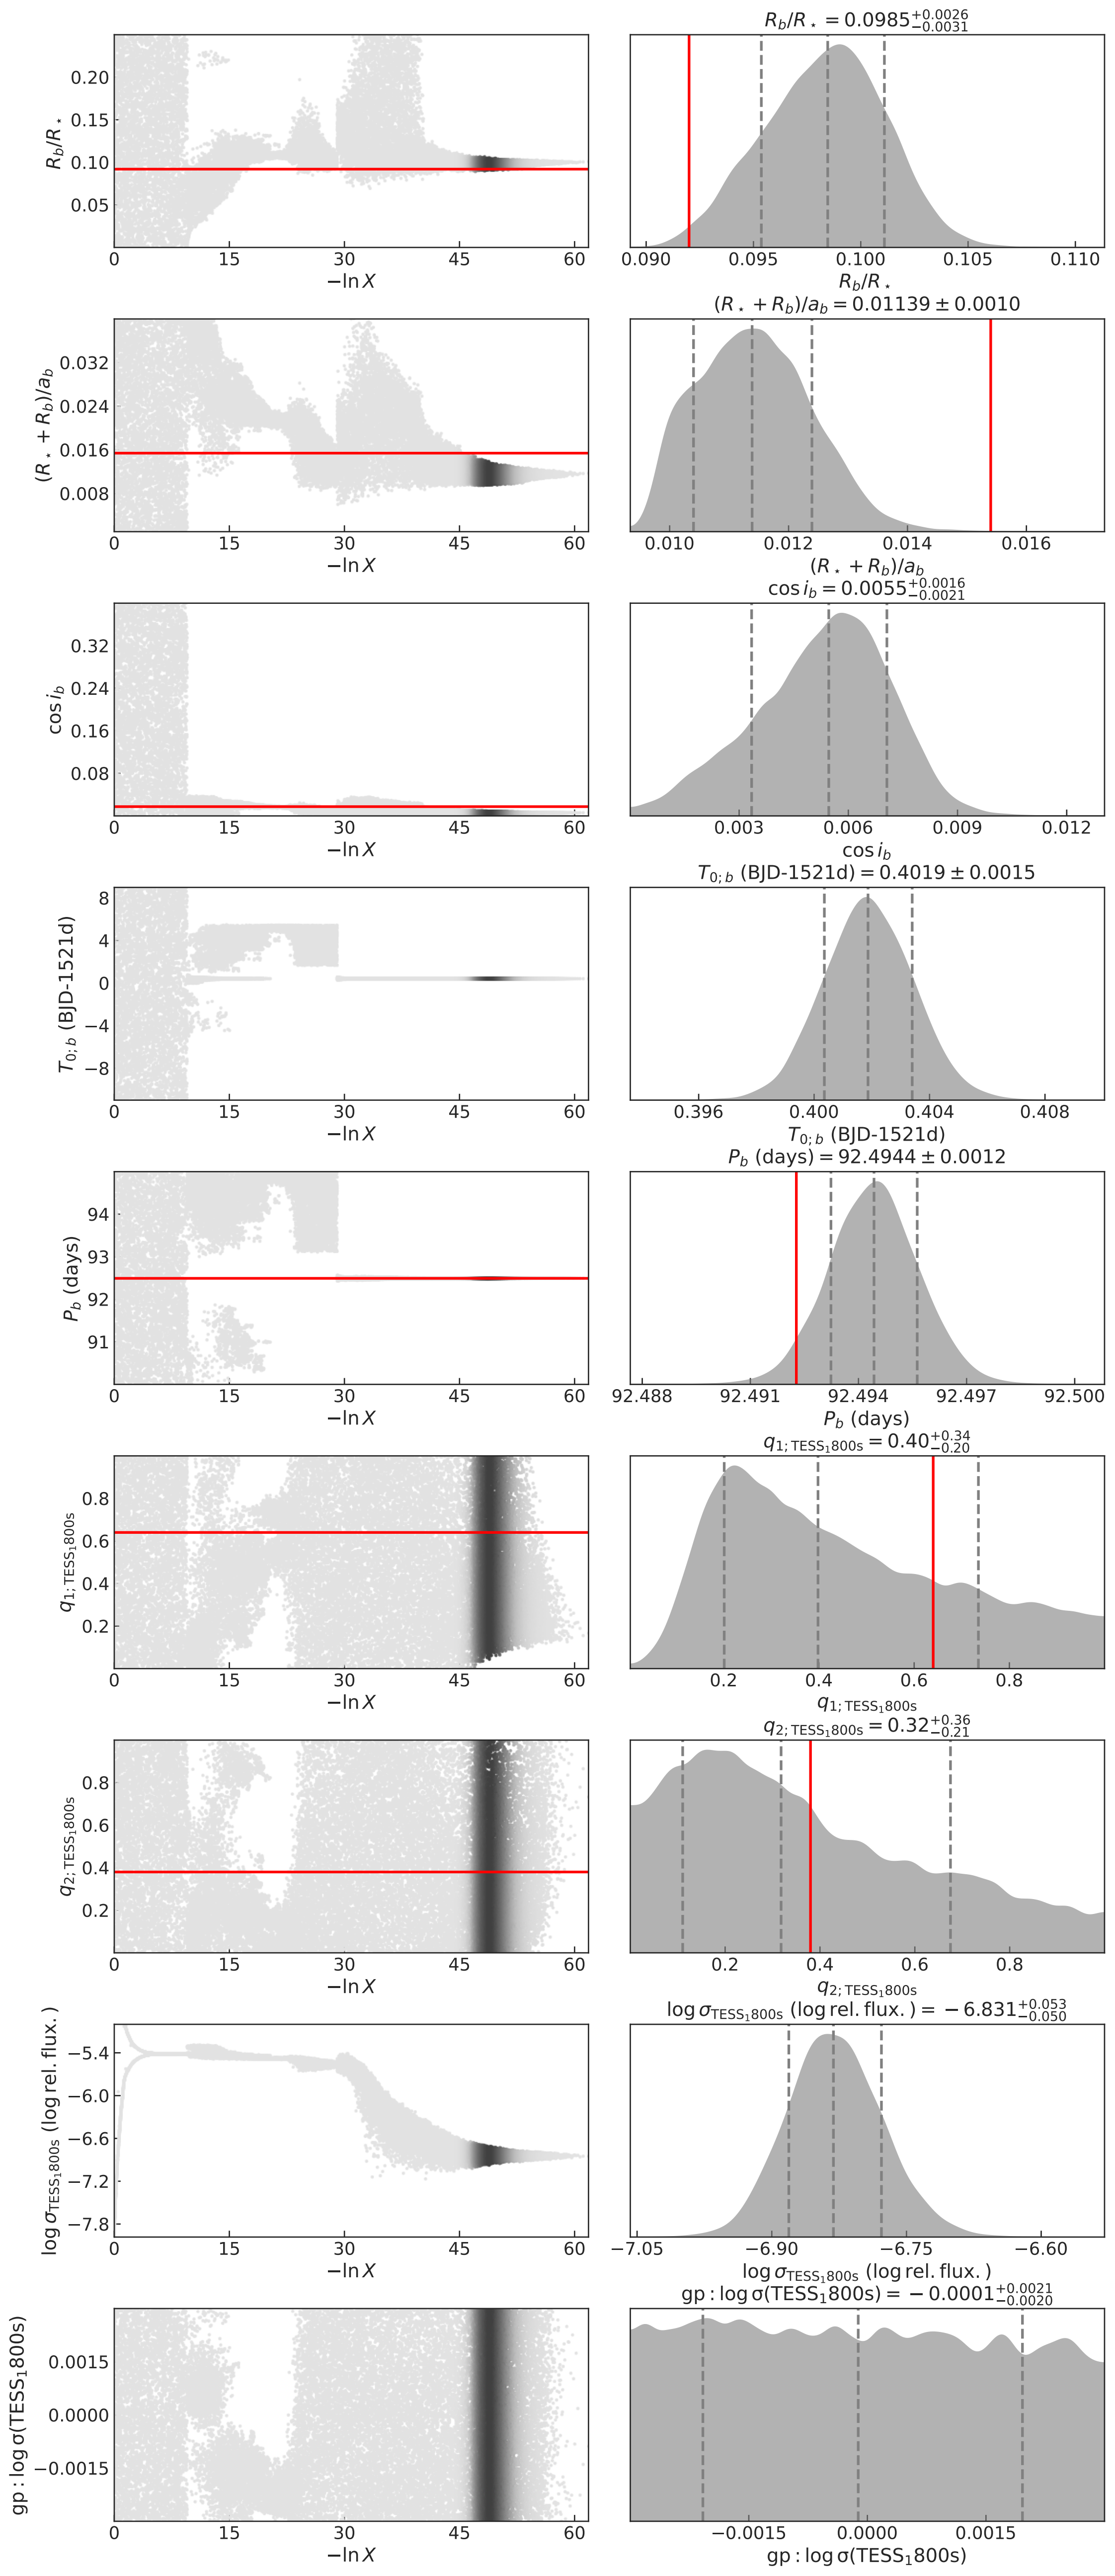 R_b/R⋆ = 0.0985^{+0.0026}_{−0.0031}
0.20
0.15
0.10
0.05
R_b/R⋆
0 15 30 45 60
−ln X
0.090 0.095 0.100 0.105 0.110
R_b/R⋆
(R⋆ + R_b)/a_b = 0.01139 ± 0.0010
0.032
0.024
0.016
0.008
(R⋆ + R_b)/a_b
0 15 30 45 60
−ln X
0.010 0.012 0.014 0.016
(R⋆ + R_b)/a_b
cos i_b = 0.0055^{+0.0016}_{−0.0021}
0.32
0.24
0.16
0.08
cos i_b
0 15 30 45 60
−ln X
0.003 0.006 0.009 0.012
cos i_b
T_{0;b} (BJD-1521d) = 0.4019 ± 0.0015
8
4
0
−4
−8
T_{0;b} (BJD-1521d)
0 15 30 45 60
−ln X
0.396 0.400 0.404 0.408
T_{0;b} (BJD-1521d)
P_b (days) = 92.4944 ± 0.0012
94
93
92
91
P_b (days)
0 15 30 45 60
−ln X
92.488 92.491 92.494 92.497 92.500
P_b (days)
q_{1;TESS_1800s} = 0.40^{+0.34}_{−0.20}
0.8
0.6
0.4
0.2
q_{1;TESS_1800s}
0 15 30 45 60
−ln X
0.2 0.4 0.6 0.8
q_{1;TESS_1800s}
q_{2;TESS_1800s} = 0.32^{+0.36}_{−0.21}
0.8
0.6
0.4
0.2
q_{2;TESS_1800s}
0 15 30 45 60
−ln X
0.2 0.4 0.6 0.8
q_{2;TESS_1800s}
log σ_{TESS_1800s} (log rel. flux.) = −6.831^{+0.053}_{−0.050}
−5.4
−6.0
−6.6
−7.2
−7.8
log σ_{TESS_1800s} (log rel. flux.)
0 15 30 45 60
−ln X
−7.05 −6.90 −6.75 −6.60
log σ_{TESS_1800s} (log rel. flux.)
gp: log σ(TESS_1800s) = −0.0001^{+0.0021}_{−0.0020}
0.0015
0.0000
−0.0015
gp: log σ(TESS_1800s)
0 15 30 45 60
−ln X
−0.0015 0.0000 0.0015
gp: log σ(TESS_1800s)